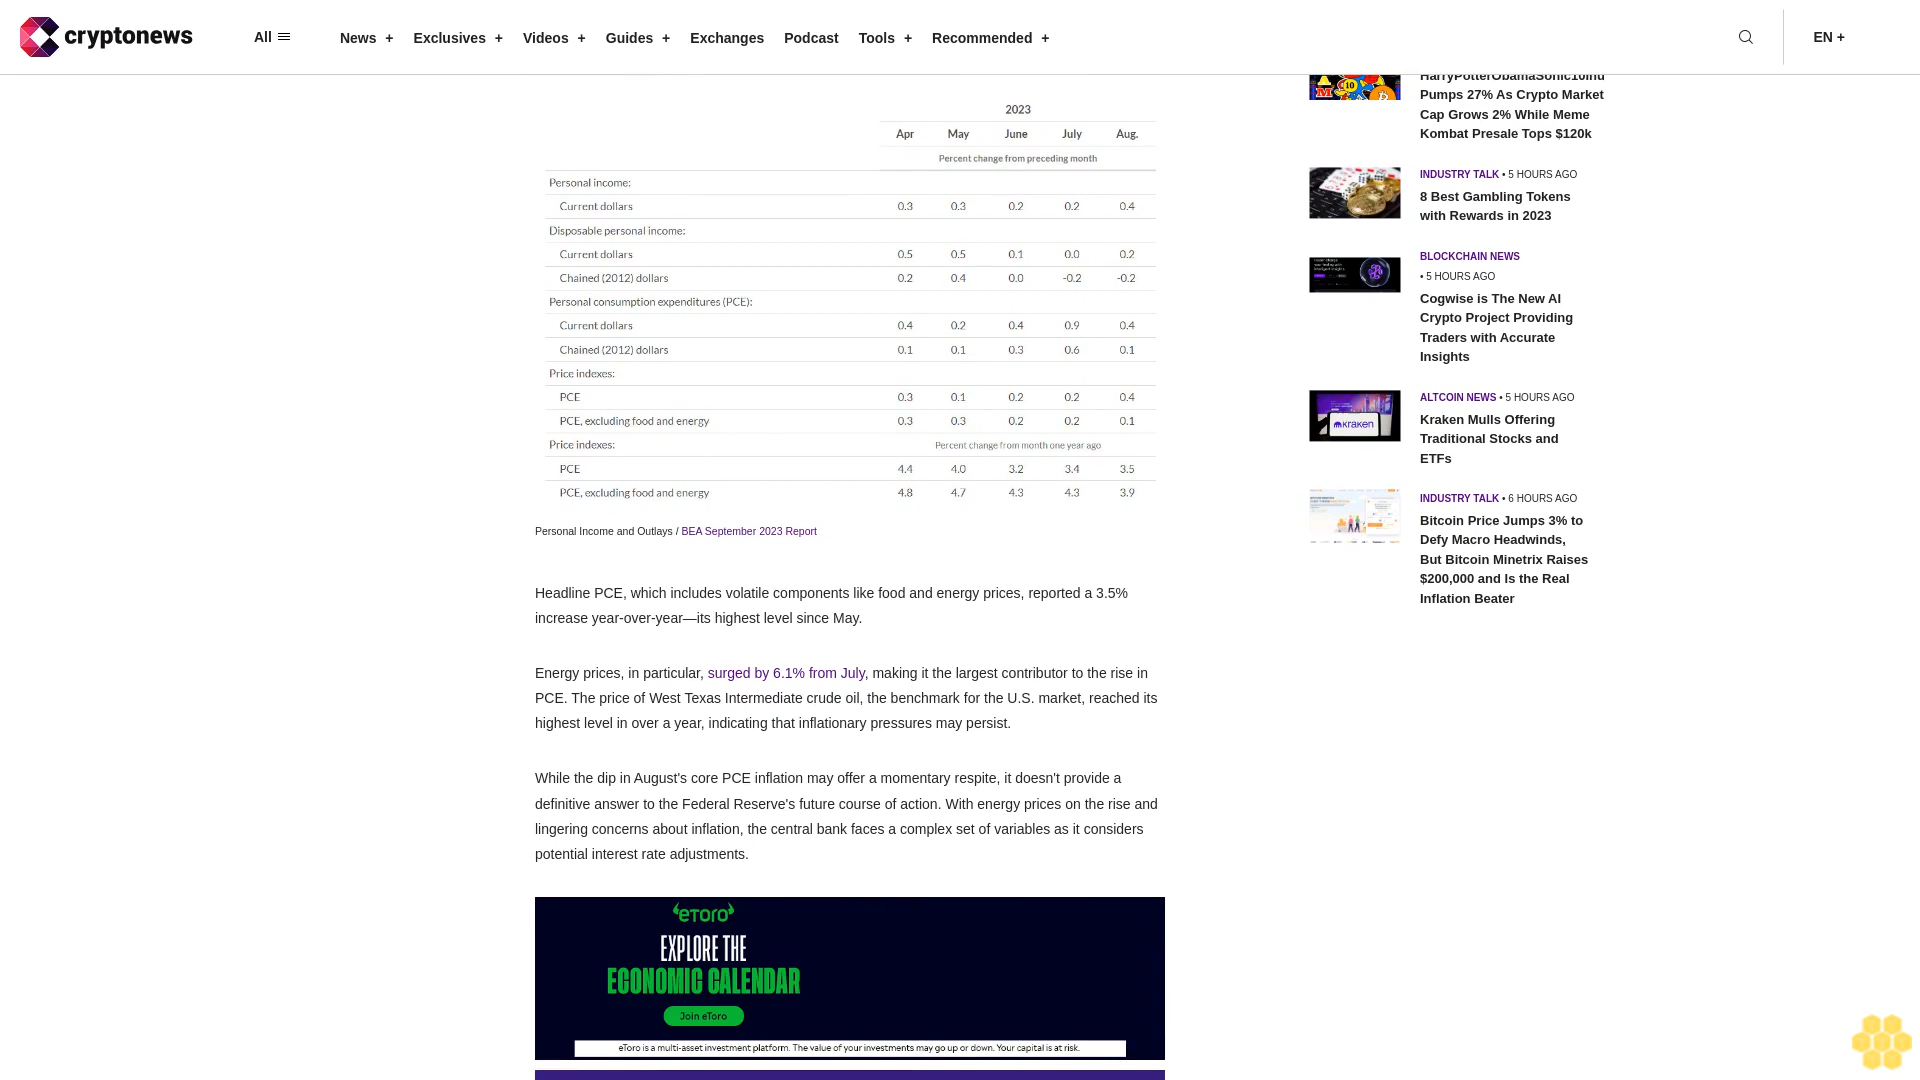 cryptonews
All
News + Exclusives + Videos + Guides + Exchanges Podcast Tools + Recommended +
EN +
2023
Apr May June July Aug.
Percent change from preceding month
Personal income:
Current dollars 0.3 0.3 0.2 0.2 0.4
Disposable personal income:
Current dollars 0.5 0.5 0.1 0.0 0.2
Chained (2012) dollars 0.2 0.4 0.0 -0.2 -0.2
Personal consumption expenditures (PCE):
Current dollars 0.4 0.2 0.4 0.9 0.4
Chained (2012) dollars 0.1 0.1 0.3 0.6 0.1
Price indexes:
PCE 0.3 0.1 0.2 0.2 0.4
PCE, excluding food and energy 0.3 0.3 0.2 0.2 0.1
Price indexes: Percent change from month one year ago
PCE 4.4 4.0 3.2 3.4 3.5
PCE, excluding food and energy 4.8 4.7 4.3 4.3 3.9
Personal Income and Outlays / BEA September 2023 Report
Headline PCE, which includes volatile components like food and energy prices, reported a 3.5%
increase year-over-year—its highest level since May.
Energy prices, in particular, surged by 6.1% from July, making it the largest contributor to the rise in
PCE. The price of West Texas Intermediate crude oil, the benchmark for the U.S. market, reached its
highest level in over a year, indicating that inflationary pressures may persist.
While the dip in August's core PCE inflation may offer a momentary respite, it doesn't provide a
definitive answer to the Federal Reserve's future course of action. With energy prices on the rise and
lingering concerns about inflation, the central bank faces a complex set of variables as it considers
potential interest rate adjustments.
eToro
EXPLORE THE
ECONOMIC CALENDAR
Join eToro
eToro is a multi-asset investment platform. The value of your investments may go up or down. Your capital is at risk.
HarryPotterObamaSonic10Inu
Pumps 27% As Crypto Market
Cap Grows 2% While Meme
Kombat Presale Tops $120k
INDUSTRY TALK • 5 HOURS AGO
8 Best Gambling Tokens
with Rewards in 2023
BLOCKCHAIN NEWS
• 5 HOURS AGO
Cogwise is The New AI
Crypto Project Providing
Traders with Accurate
Insights
kraken
ALTCOIN NEWS • 5 HOURS AGO
Kraken Mulls Offering
Traditional Stocks and
ETFs
INDUSTRY TALK • 6 HOURS AGO
Bitcoin Price Jumps 3% to
Defy Macro Headwinds,
But Bitcoin Minetrix Raises
$200,000 and Is the Real
Inflation Beater